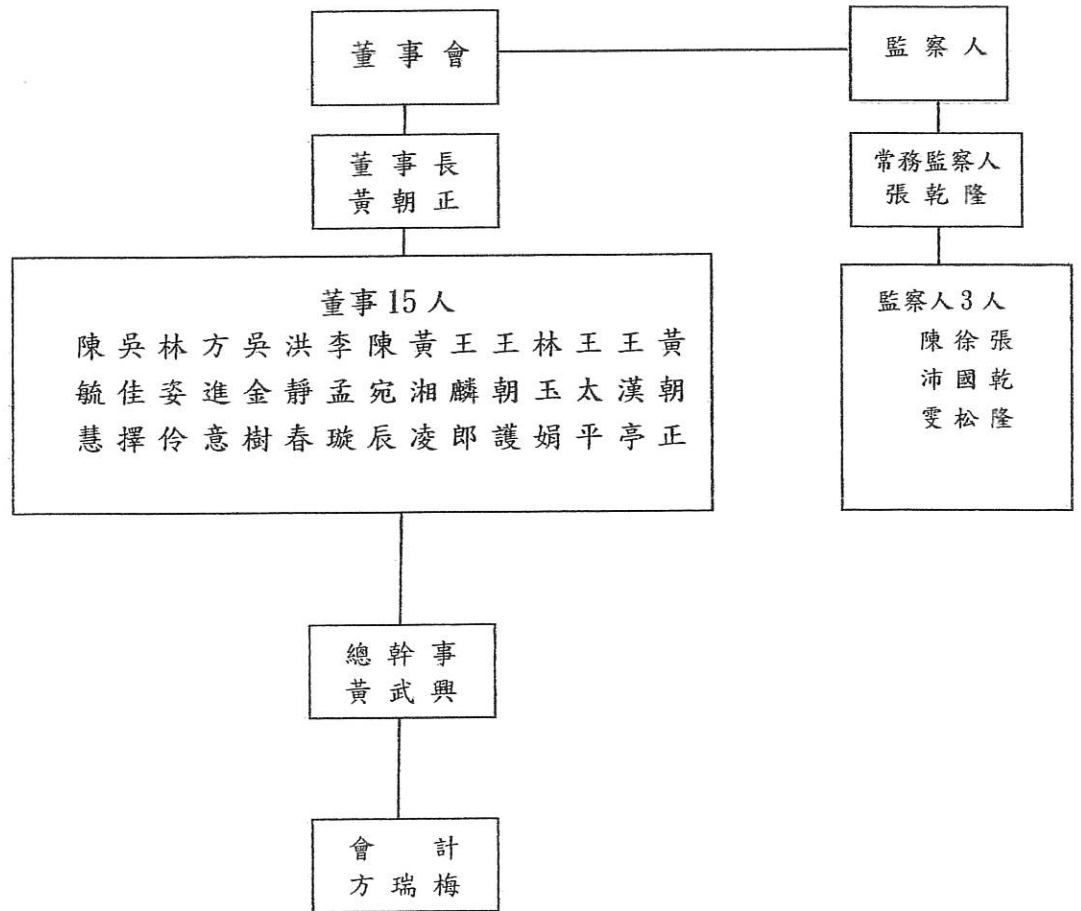 董事會
監察人
董事長
黃朝正
常務監察人
張乾隆
董事15人
黃朝正
王漢亭
王太平
林玉娟
王朝護
王麟郎
黃湘凌
陳宛辰
李孟璇
洪靜春
吳金樹
方進意
林姿伶
吳佳擇
陳毓慧
監察人3人
張乾隆
徐國松
陳沛雯
總幹事
黃武興
會計
方瑞梅